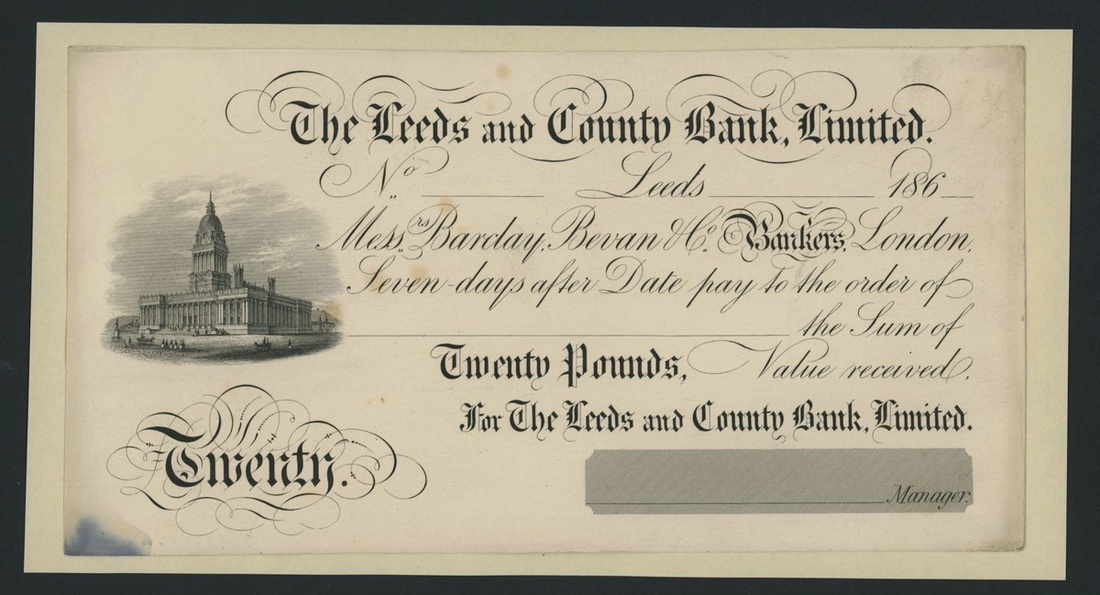 The Leeds and County Bank, Limited.
No. Leeds 186
Messrs Barclay, Bevan & Co. Bankers, London,
Seven days after Date pay to the order of
the Sum of
Twenty Pounds, Value received.
For The Leeds and County Bank, Limited.
Twenty.
Manager.